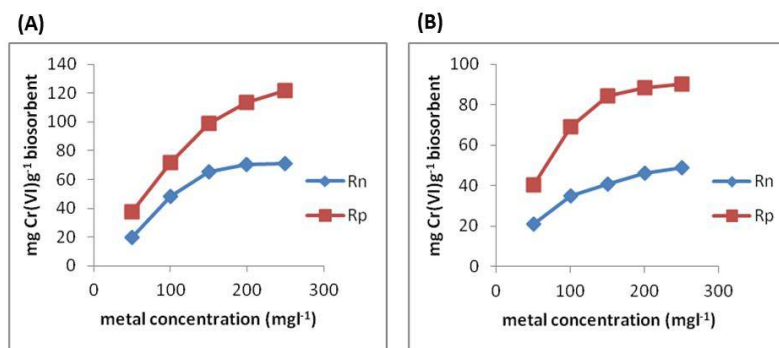 (A)
mg Cr(VI)g⁻¹ biosorbent
140
120
100
80
60
40
20
0
0 100 200 300
metal concentration (mgl⁻¹)
Rn
Rp
(B)
mg Cr(VI)g⁻¹ biosorbent
100
80
60
40
20
0
0 100 200 300
metal concentration (mgl⁻¹)
Rn
Rp